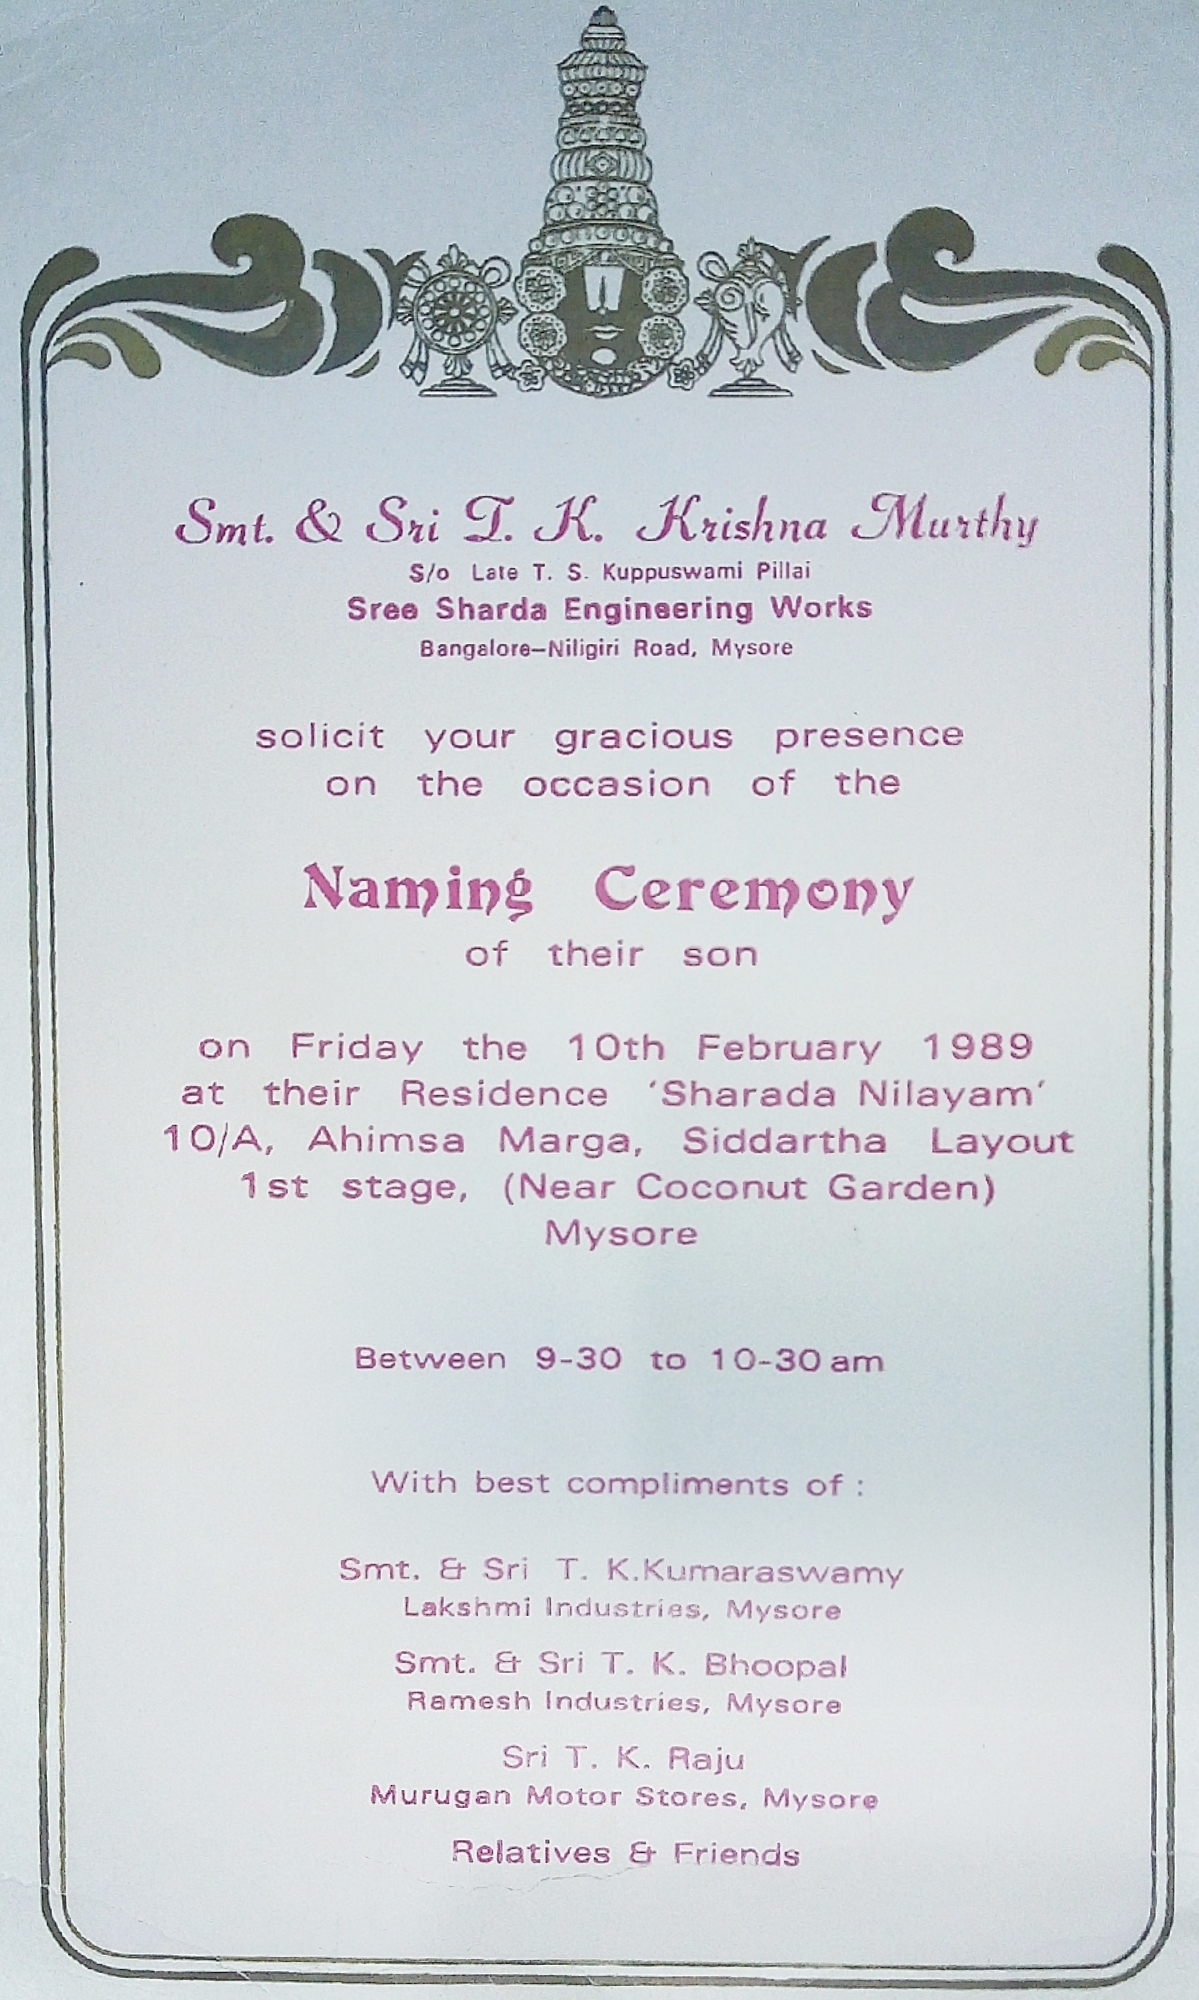 Smt. & Sri T. K. Krishna Murthy
S/o Late T. S. Kuppuswami Pillai
Sree Sharda Engineering Works
Bangalore–Niligiri Road, Mysore
solicit your gracious presence
on the occasion of the
Naming Ceremony
of their son
on Friday the 10th February 1989
at their Residence ‘Sharada Nilayam’
10/A, Ahimsa Marga, Siddartha Layout
1st stage, (Near Coconut Garden)
Mysore
Between 9-30 to 10-30 am
With best compliments of :
Smt. & Sri T. K.Kumaraswamy
Lakshmi Industries, Mysore
Smt. & Sri T. K. Bhoopal
Ramesh Industries, Mysore
Sri T. K. Raju
Murugan Motor Stores, Mysore
Relatives & Friends